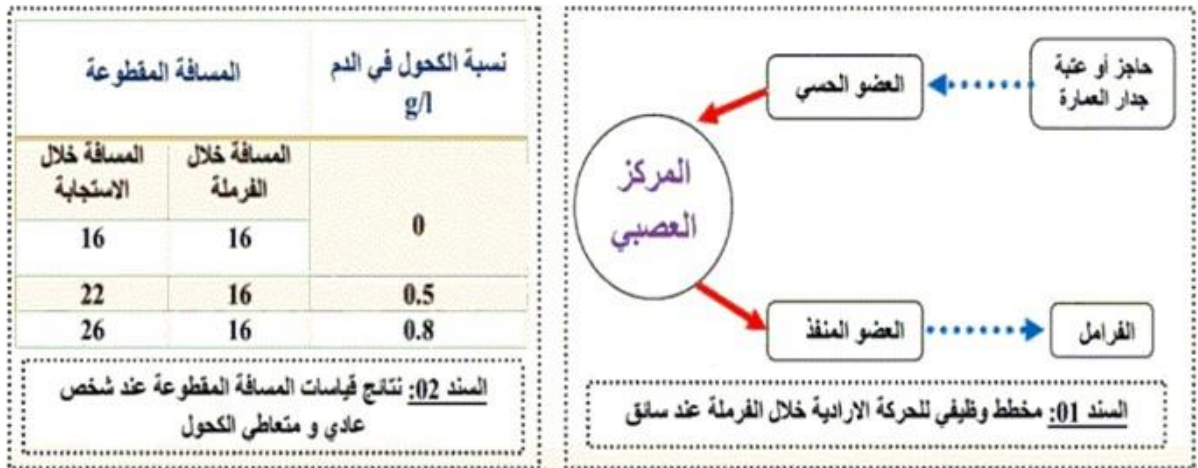 حاجز أو عتبة
جدار العمارة
العضو الحسي
المركز
العصبي
العضو المنفذ
الفرامل
السند 01: مخطط وظيفي للحركة الارادية خلال الفرملة عند سائق
نسبة الكحول في الدم
g/l
المسافة المقطوعة
المسافة خلال
الفرملة
المسافة خلال
الاستجابة
0
16
16
0.5
16
22
0.8
16
26
السند 02: نتائج قياسات المسافة المقطوعة عند شخص
عادي و متعاطي الكحول